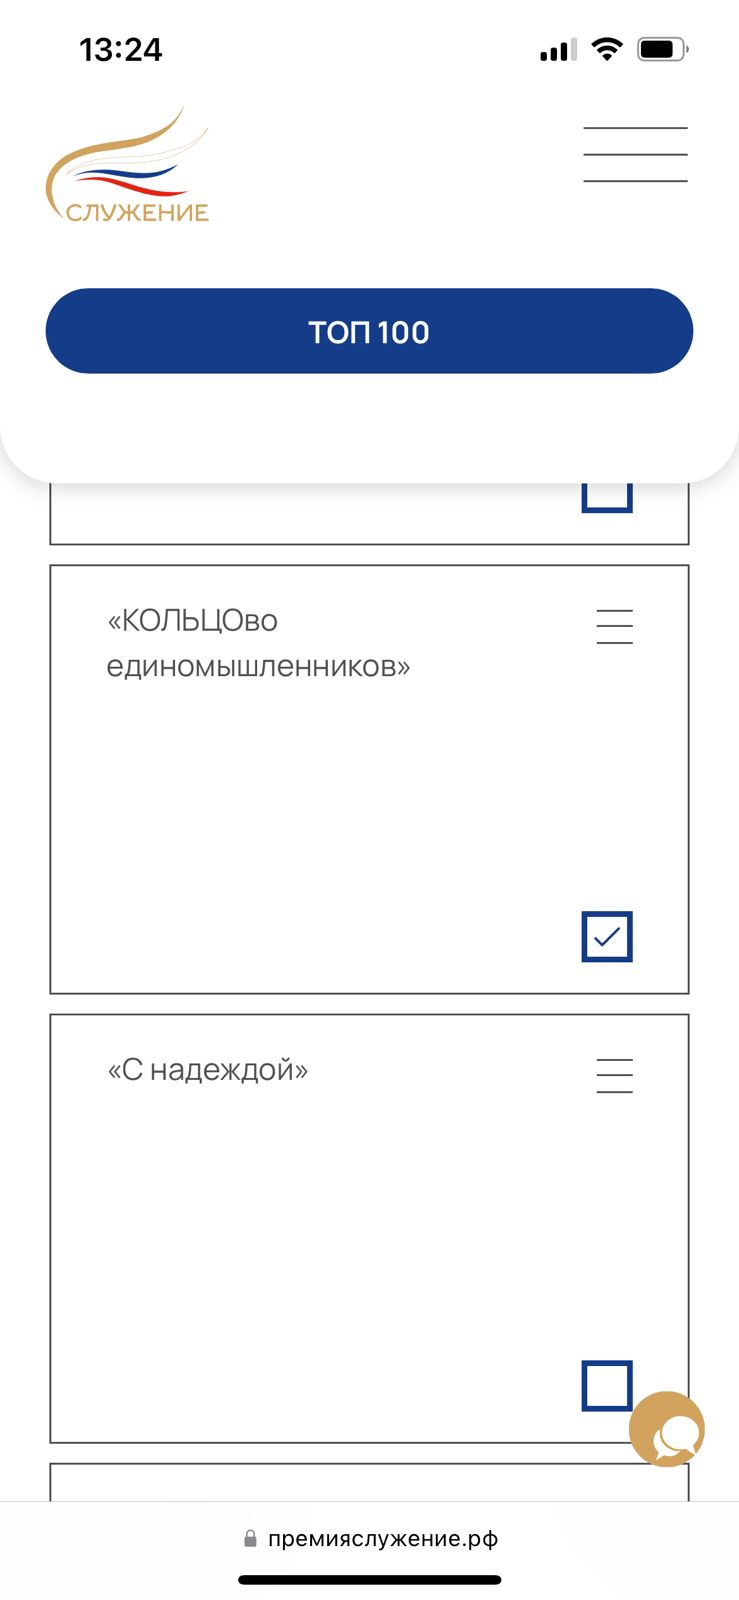 13:24
СЛУЖЕНИЕ
ТОП 100
«КОЛЬЦОво
единомышленников»
«С надеждой»
премияслужение.рф